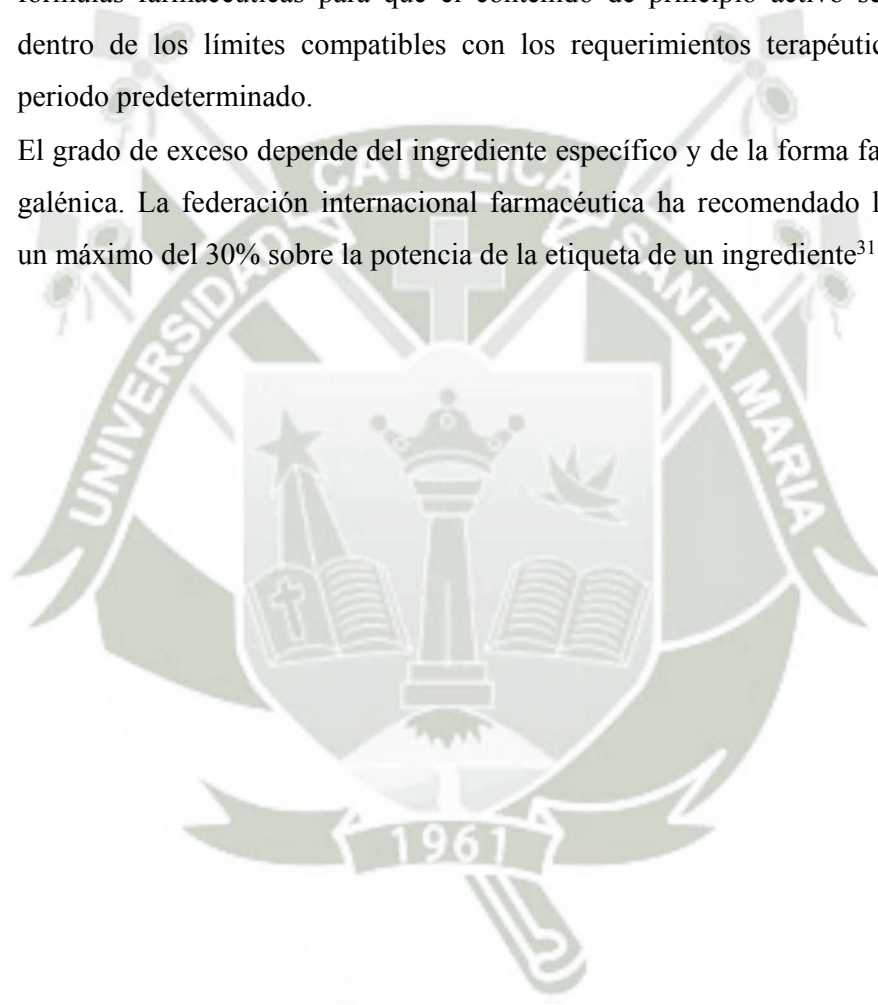 fórmulas farmacéuticas para que el contenido de principio activo se
dentro de los límites compatibles con los requerimientos terapéutic
periodo predeterminado.
El grado de exceso depende del ingrediente específico y de la forma fa
galénica. La federación internacional farmacéutica ha recomendado l
un máximo del 30% sobre la potencia de la etiqueta de un ingrediente³¹
UNIVERSIDAD CATOLICA SANTA MARIA
1961